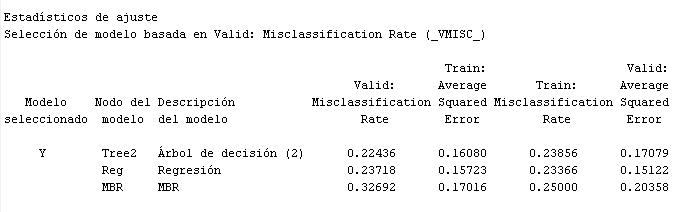 Estadísticos de ajuste
Selección de modelo basada en Valid: Misclassification Rate (_VMISC_)
Train: Valid:
Valid: Average Train: Average
Modelo Nodo del Descripción Misclassification Squared Misclassification Squared
seleccionado modelo del modelo Rate Error Rate Error
Y Tree2 Árbol de decisión (2) 0.22436 0.16080 0.23856 0.17079
Reg Regresión 0.23718 0.15723 0.23366 0.15122
MBR MBR 0.32692 0.17016 0.25000 0.20358